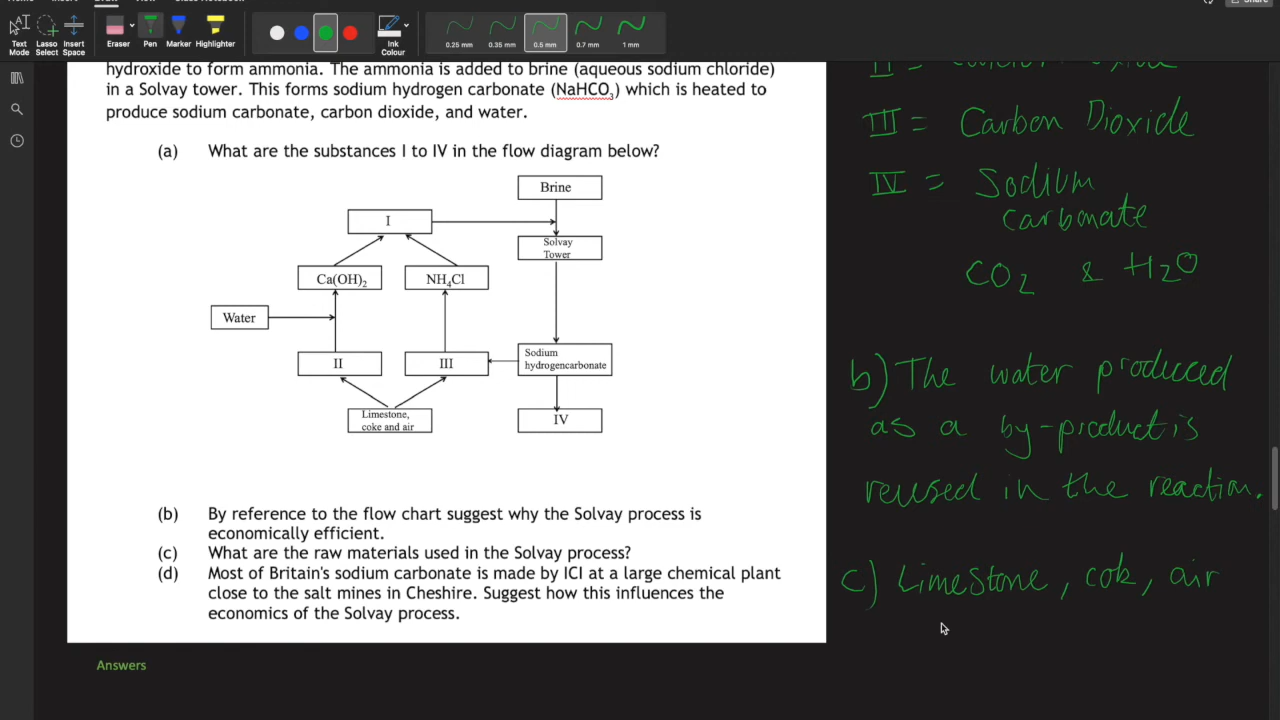 Text Mode
Lasso Select
Insert Space
Eraser
Pen
Marker
Highlighter
Ink Colour
0.25 mm
0.35 mm
0.5 mm
0.7 mm
1 mm
hydroxide to form ammonia. The ammonia is added to brine (aqueous sodium chloride)
in a Solvay tower. This forms sodium hydrogen carbonate (NaHCO3) which is heated to
produce sodium carbonate, carbon dioxide, and water.
(a) What are the substances I to IV in the flow diagram below?
Brine
I
Solvay
Tower
Ca(OH)2
NH4Cl
Water
II
III
Sodium
hydrogencarbonate
Limestone,
coke and air
IV
(b) By reference to the flow chart suggest why the Solvay process is
economically efficient.
(c) What are the raw materials used in the Solvay process?
(d) Most of Britain's sodium carbonate is made by ICI at a large chemical plant
close to the salt mines in Cheshire. Suggest how this influences the
economics of the Solvay process.
Answers
III = Carbon Dioxide
IV = Sodium
carbonate
CO2 & H2O
b) The water produced
as a by-product is
reused in the reaction.
c) Limestone, cok, air